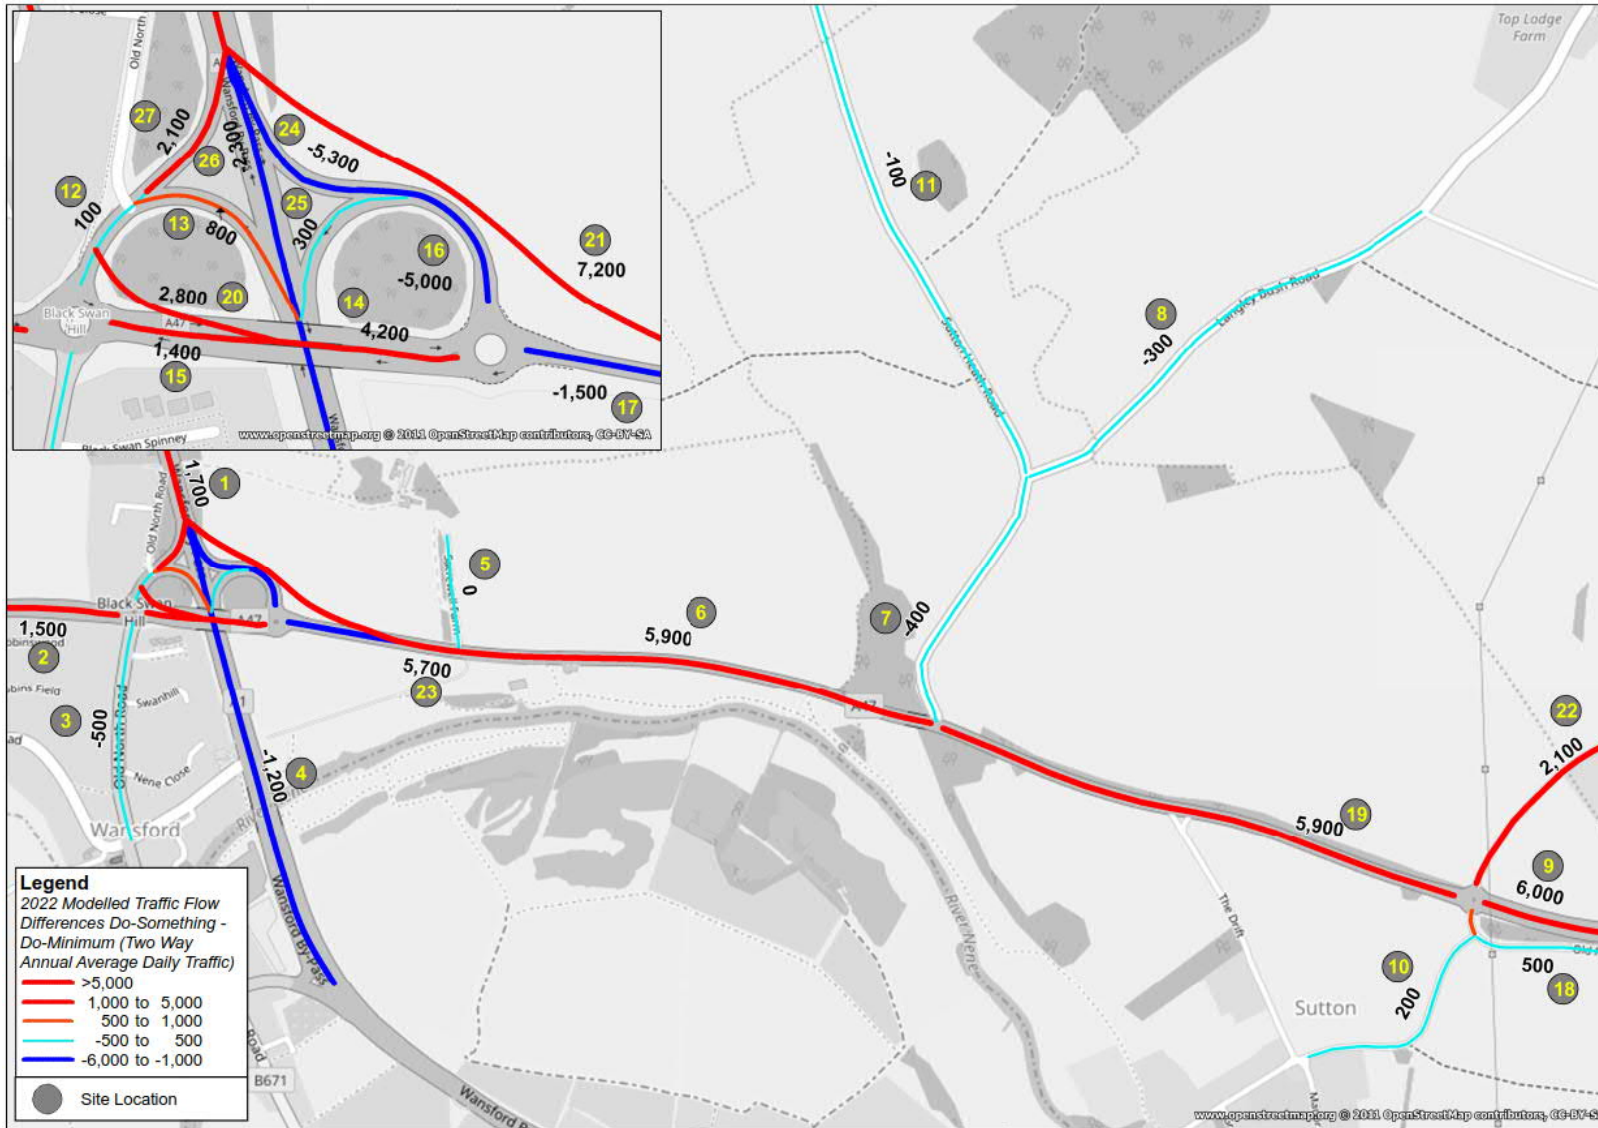 Old North
27
2,100
24
-5,300
26
-2,300
12
100
13
800
25
300
16
-5,000
21
7,200
2,800
20
14
4,200
A47
Black Swan
Hill
1,400
15
-1,500
17
Black Swan Spinney
www.openstreetmap.org @ 2011 OpenStreetMap contributors, CC-BY-SA
Top Lodge
Farm
-100
11
Sutton Heath Road
8
Langley Bush Road
-300
1,700
1
Old North Road
5
0
6
5,900
7
-400
Black Swan
Hill
A47
1,500
2
5,700
23
Swanhill
3
-500
Old North Road
A1
A47
22
2,100
Nene Close
-1,200
4
Wansford
19
5,900
9
6,000
Legend
2022 Modelled Traffic Flow
Differences Do-Something -
Do-Minimum (Two Way
Annual Average Daily Traffic)
>5,000
1,000 to 5,000
500 to 1,000
-500 to 500
-6,000 to -1,000
Site Location
Wansford By-Pass
River Nene
The Drift
10
200
500
18
Sutton
Road
B671
www.openstreetmap.org @ 2011 OpenStreetMap contributors, CC-BY-S